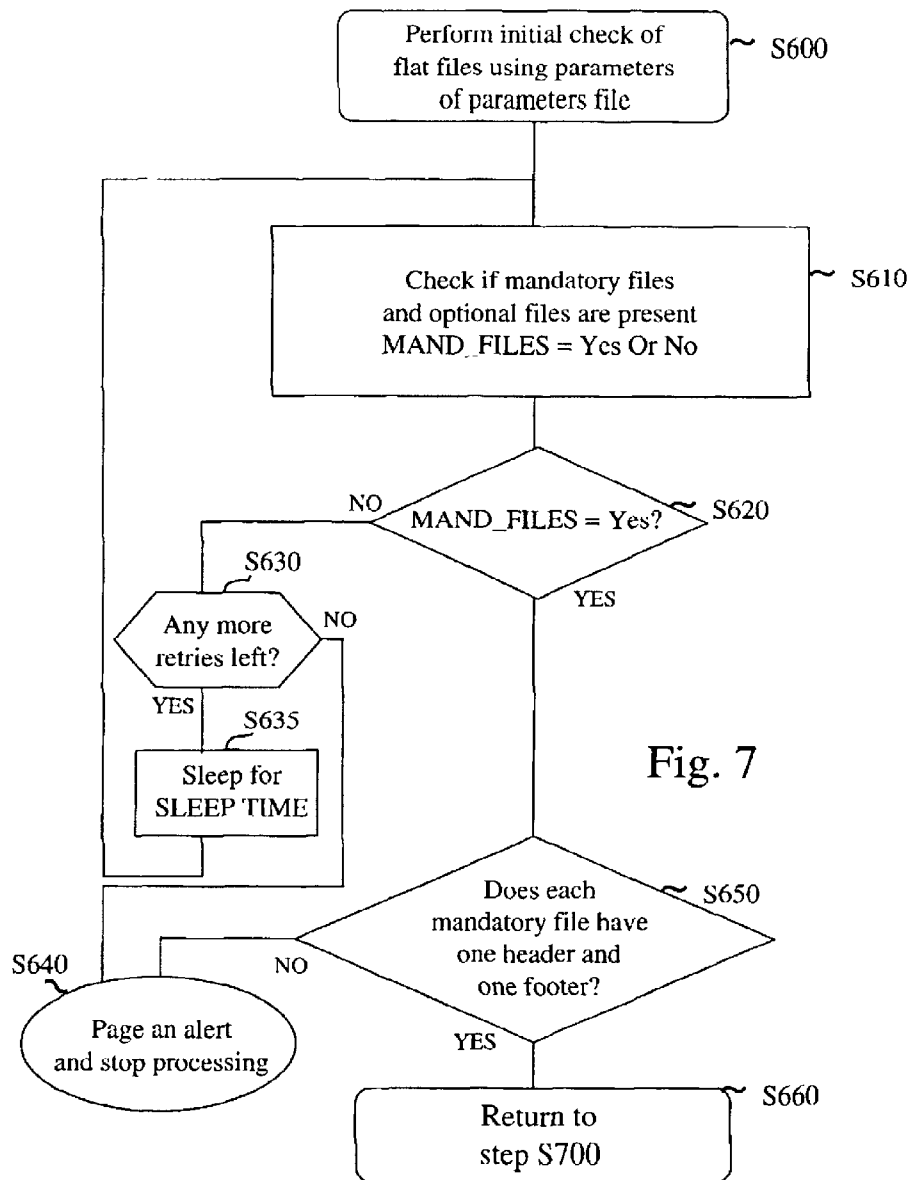 Perform initial check of
flat files using parameters
of parameters file
S600
Check if mandatory files
and optional files are present
MAND_FILES = Yes Or No
S610
MAND_FILES = Yes?
S620
NO
YES
S630
Any more
retries left?
NO
YES
S635
Sleep for
SLEEP TIME
Fig. 7
Does each
mandatory file have
one header and
one footer?
S650
NO
YES
S640
Page an alert
and stop processing
S660
Return to
step S700